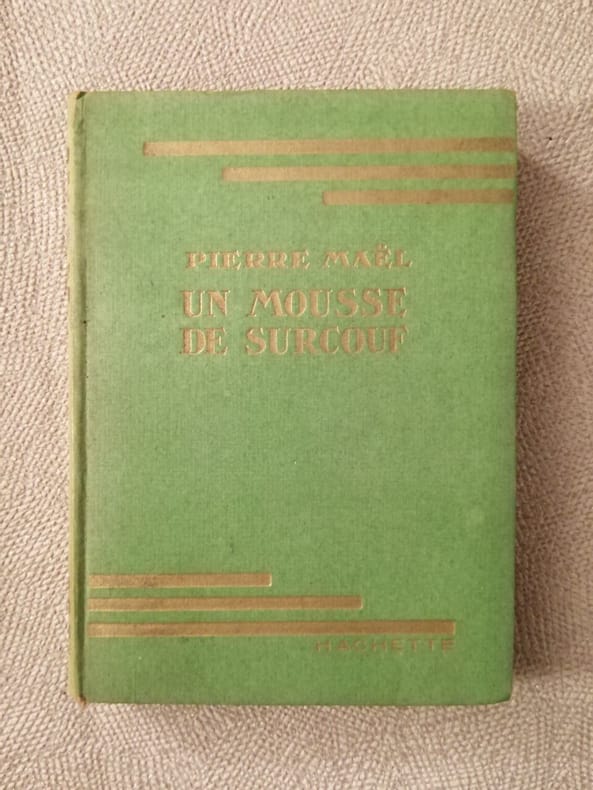 PIERRE MAËL
UN MOUSSE
DE SURCOUF
HACHETTE